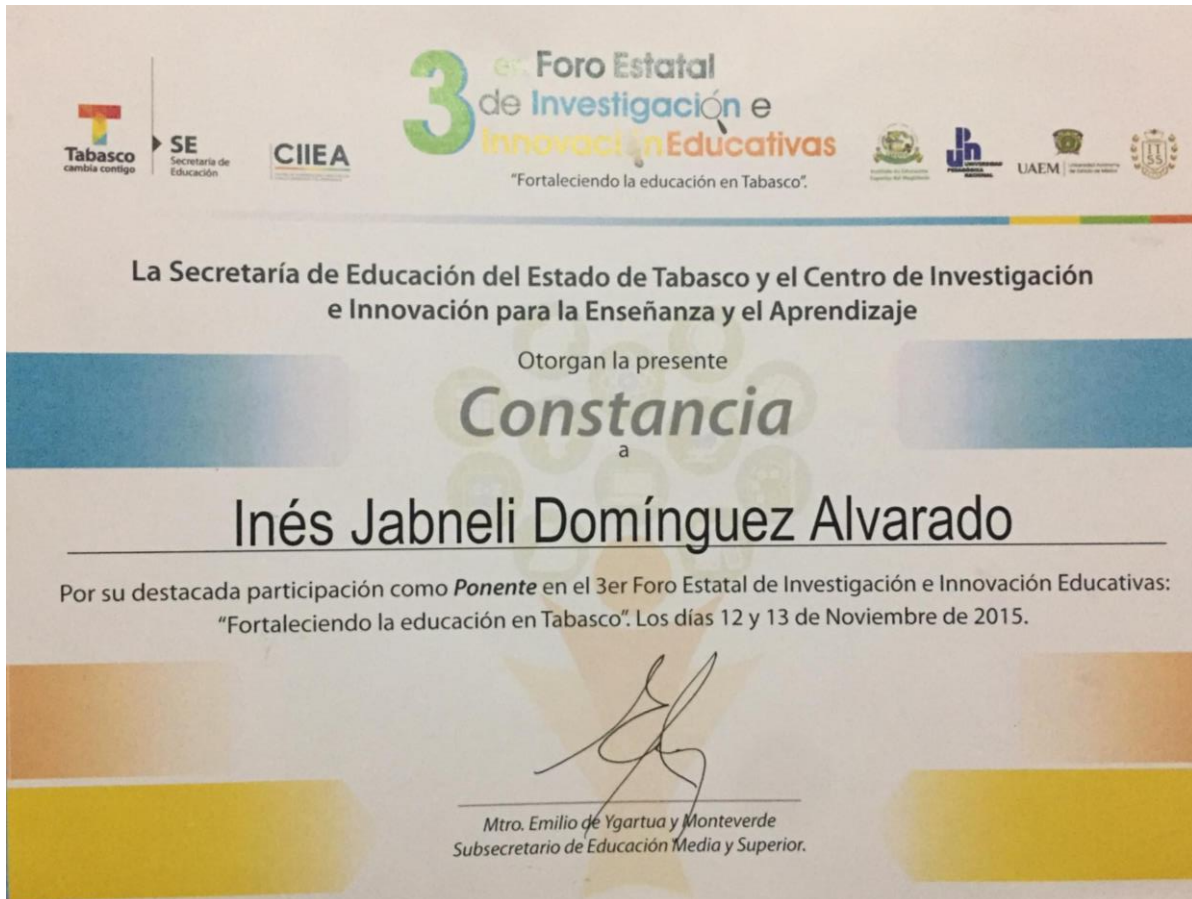 3er Foro Estatal
de Investigación e
Innovación Educativas
"Fortaleciendo la educación en Tabasco".
Tabasco
cambia contigo
SE
Secretaría de
Educación
CIIEA
UAEM
IISS
La Secretaría de Educación del Estado de Tabasco y el Centro de Investigación
e Innovación para la Enseñanza y el Aprendizaje
Otorgan la presente
Constancia
a
Inés Jabneli Domínguez Alvarado
Por su destacada participación como Ponente en el 3er Foro Estatal de Investigación e Innovación Educativas:
"Fortaleciendo la educación en Tabasco". Los días 12 y 13 de Noviembre de 2015.
Mtro. Emilio de Ygartua y Monteverde
Subsecretario de Educación Media y Superior.